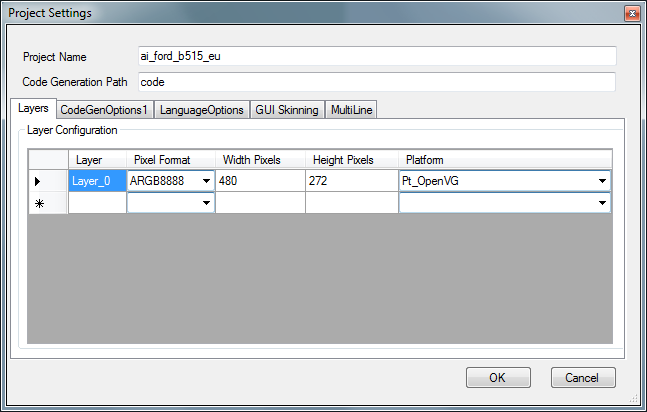 Project Settings
Project Name ai_ford_b515_eu
Code Generation Path code
Layers CodeGenOptions1 LanguageOptions GUI Skinning MultiLine
Layer Configuration
Layer Pixel Format Width Pixels Height Pixels Platform
Layer_0 ARGB8888 480 272 Pt_OpenVG
OK Cancel